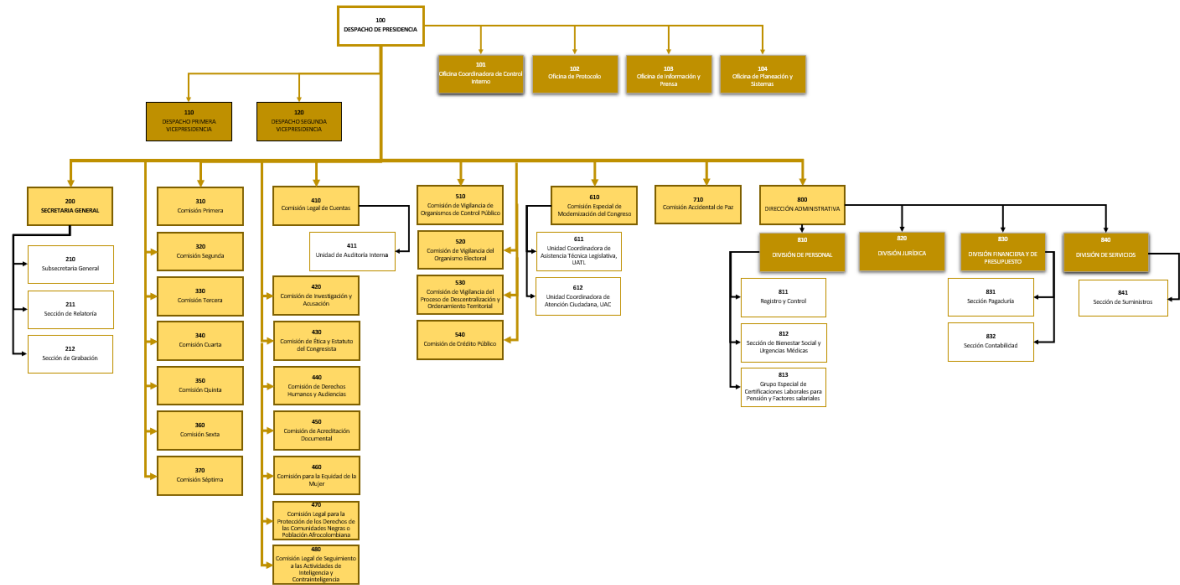 100
DESPACHO DE PRESIDENCIA
101
Oficina Coordinadora de Control
Interno
102
Oficina de Protocolo
103
Oficina de Información y
Prensa
104
Oficina de Planeación y
Sistemas
110
DESPACHO PRIMERA
VICEPRESIDENCIA
120
DESPACHO SEGUNDA
VICEPRESIDENCIA
200
SECRETARIA GENERAL
210
Subsecretaria General
211
Sección de Relatoría
212
Sección de Grabación
310
Comisión Primera
320
Comisión Segunda
330
Comisión Tercera
340
Comisión Cuarta
350
Comisión Quinta
360
Comisión Sexta
370
Comisión Séptima
410
Comisión Legal de Cuentas
411
Unidad de Auditoría Interna
420
Comisión de Investigación y
Acusación
430
Comisión de Ética y Estatuto
del Congresista
440
Comisión de Derechos
Humanos y Audiencias
450
Comisión de Acreditación
Documental
460
Comisión para la Equidad de la
Mujer
470
Comisión Legal para la
Protección de los Derechos de
las Comunidades Negras o
Población Afrocolombiana
480
Comisión Legal de Seguimiento
a las Actividades de
Inteligencia y
Contrainteligencia
510
Comisión de Vigilancia de
Organismos de Control Público
520
Comisión de Vigilancia del
Organismo Electoral
530
Comisión de Vigilancia del
Proceso de Descentralización y
Ordenamiento Territorial
540
Comisión de Crédito Público
610
Comisión Especial de
Modernización del Congreso
611
Unidad Coordinadora de
Asistencia Técnica Legislativa,
UATL
612
Unidad Coordinadora de
Atención Ciudadana, UAC
710
Comisión Accidental de Paz
800
DIRECCIÓN ADMINISTRATIVA
810
DIVISIÓN DE PERSONAL
811
Registro y Control
812
Sección de Bienestar Social y
Urgencias Médicas
813
Grupo Especial de
Certificaciones Laborales para
Pensión y Factores salariales
820
DIVISIÓN JURÍDICA
830
DIVISIÓN FINANCIERA Y DE
PRESUPUESTO
831
Sección Pagaduría
832
Sección Contabilidad
840
DIVISIÓN DE SERVICIOS
841
Sección de Suministros